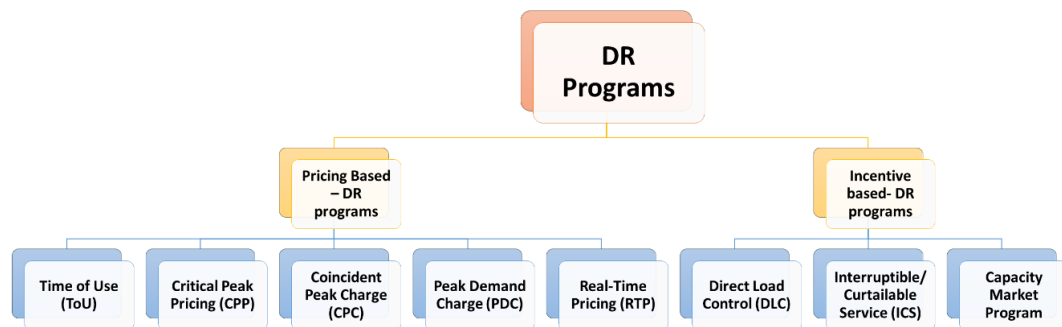 DR
Programs
Pricing Based
– DR
programs
Incentive
based- DR
programs
Time of Use
(ToU)
Critical Peak
Pricing (CPP)
Coincident
Peak Charge
(CPC)
Peak Demand
Charge (PDC)
Real-Time
Pricing (RTP)
Direct Load
Control (DLC)
Interruptible/
Curtailable
Service (ICS)
Capacity
Market
Program